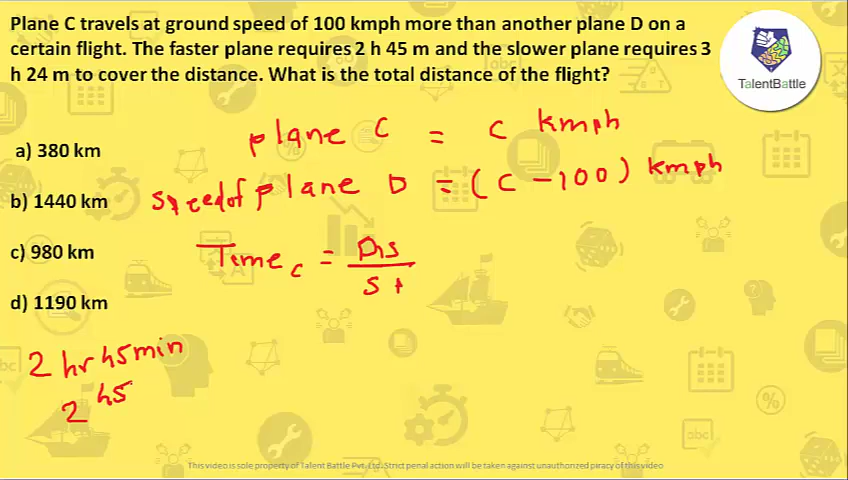 Plane C travels at ground speed of 100 kmph more than another plane D on a
certain flight. The faster plane requires 2 h 45 m and the slower plane requires 3
h 24 m to cover the distance. What is the total distance of the flight?
TalentBattle
a) 380 km
b) 1440 km
c) 980 km
d) 1190 km
plane C = C kmph
speed of plane D = (C - 100) kmph
Time c = Dis
2 hr 45 min
2 45
This video is sole property of Talent Battle Pvt. Ltd. Strict penal action will be taken against unauthorized piracy of this video